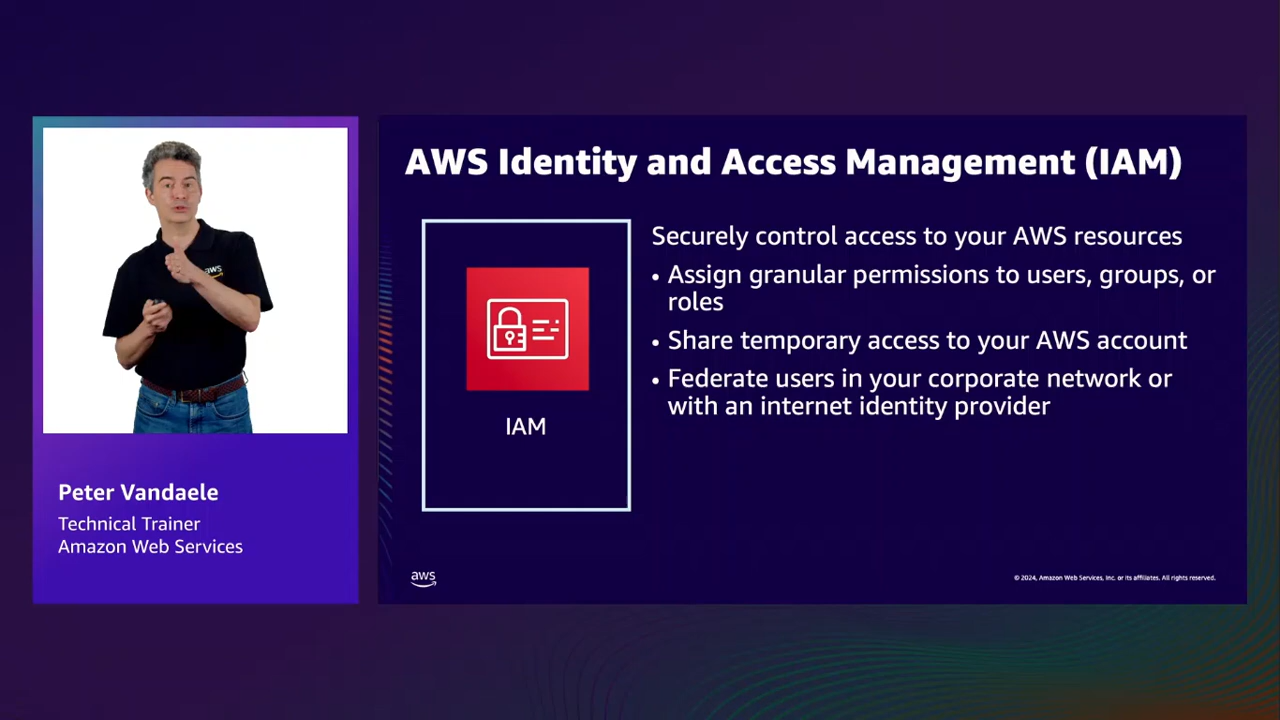 AWS Identity and Access Management (IAM)
Securely control access to your AWS resources
• Assign granular permissions to users, groups, or
roles
• Share temporary access to your AWS account
• Federate users in your corporate network or
with an internet identity provider
IAM
aws
Peter Vandaele
Technical Trainer
Amazon Web Services
aws
© 2024, Amazon Web Services, Inc. or its affiliates. All rights reserved.